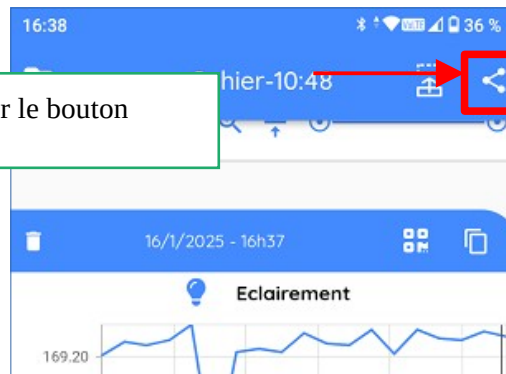 16:38
36 %
hier-10:48
r le bouton
16/1/2025 - 16h37
Eclairement
169.20